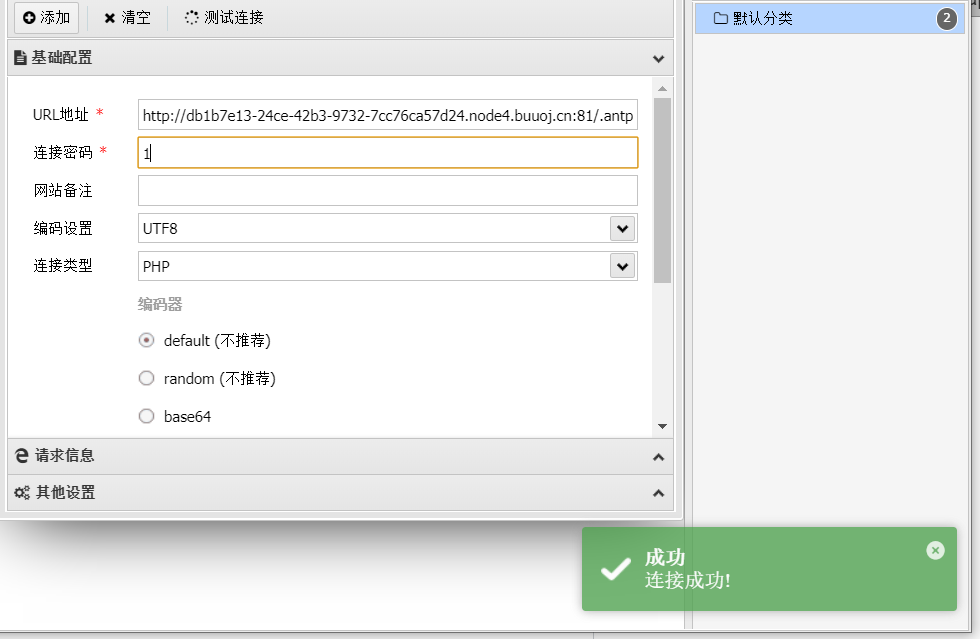 添加 清空 测试连接
默认分类 2
基础配置
URL地址 * http://db1b7e13-24ce-42b3-9732-7cc76ca57d24.node4.buuoj.cn:81/.antp
连接密码 * 1
网站备注
编码设置 UTF8
连接类型 PHP
编码器
default (不推荐)
random (不推荐)
base64
请求信息
其他设置
成功
连接成功!